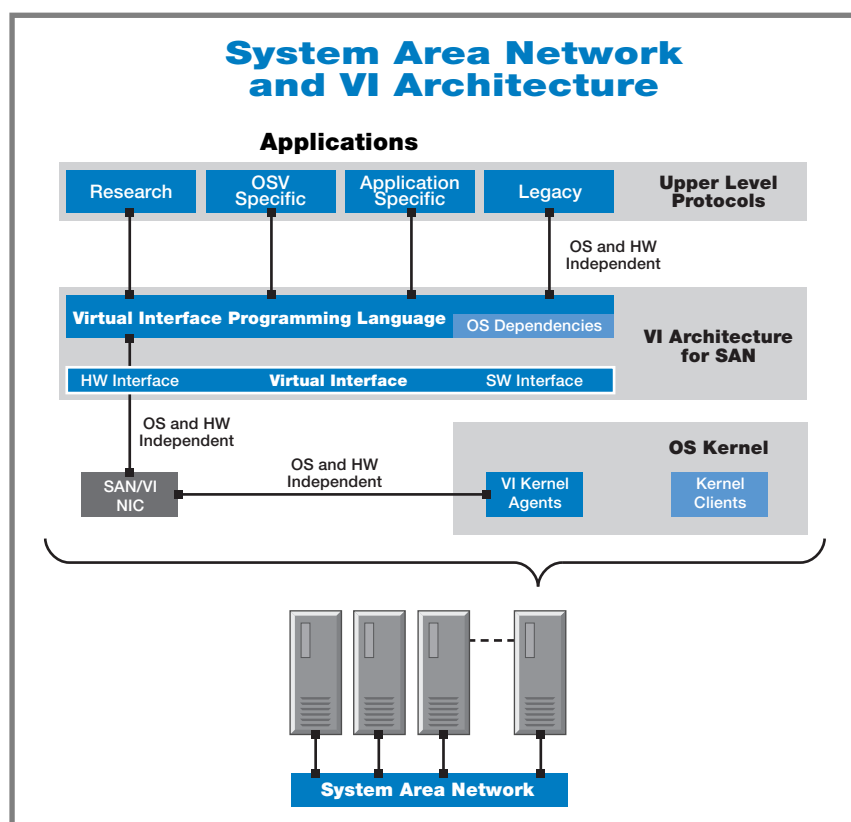 System Area Network
and VI Architecture
Applications
Research
OSV
Specific
Application
Specific
Legacy
Upper Level
Protocols
OS and HW
Independent
Virtual Interface Programming Language
OS Dependencies
VI Architecture
for SAN
HW Interface
Virtual Interface
SW Interface
OS and HW
Independent
OS Kernel
OS and HW
Independent
SAN/VI
NIC
VI Kernel
Agents
Kernel
Clients
System Area Network